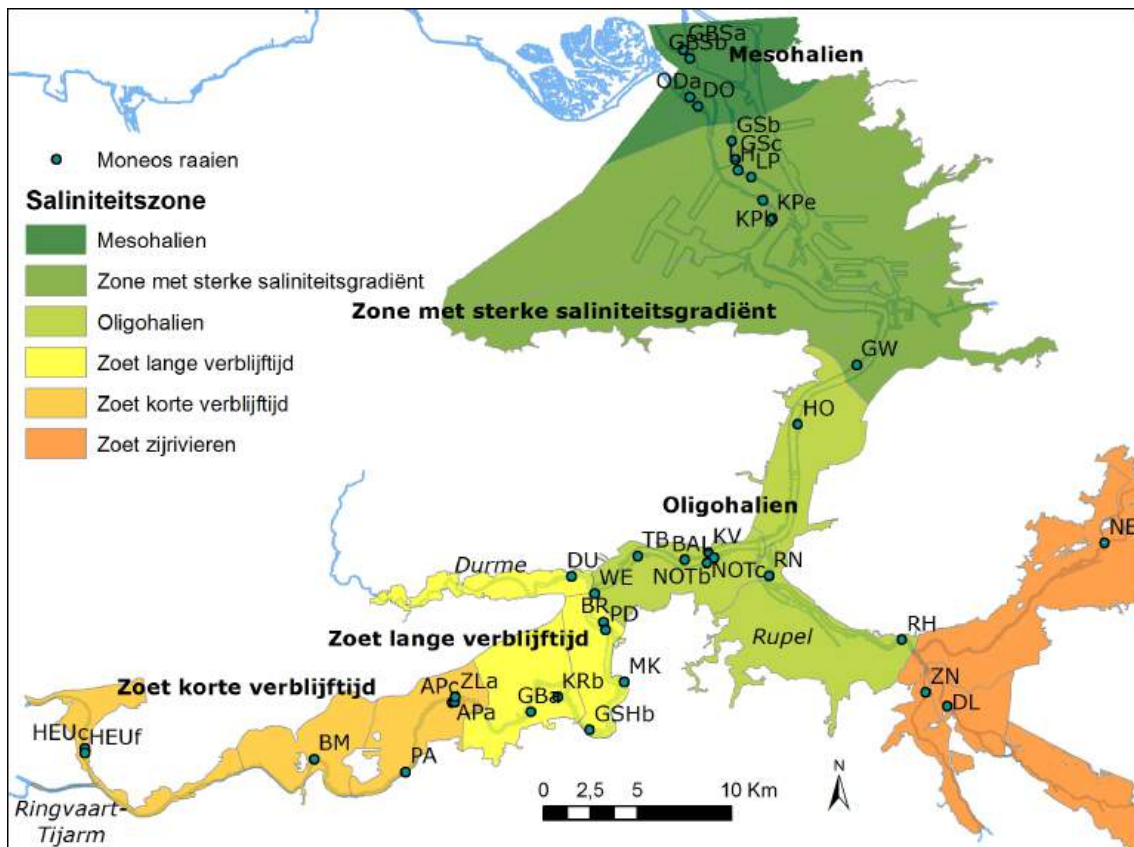 GBSa
GBSb
Mesohalien
ODa
DO
GSb
GSc
LH
LP
KPe
KPb
Moneos raaien
Saliniteitszone
Mesohalien
Zone met sterke saliniteitsgradiënt
Oligohalien
Zoet lange verblijftijd
Zoet korte verblijftijd
Zoet zijrivieren
Zone met sterke saliniteitsgradiënt
GW
HO
Oligohalien
TB
BAL
KV
NOTb
NOTc
RN
NE
Durme
DU
WE
BR
PD
Rupel
RH
Zoet lange verblijftijd
MK
ZN
DL
Zoet korte verblijftijd
APc
ZLa
APa
GBa
KRb
GSHb
HEUc
HEUf
BM
PA
Ringvaart-
Tijarm
0 2,5 5 10 Km
N